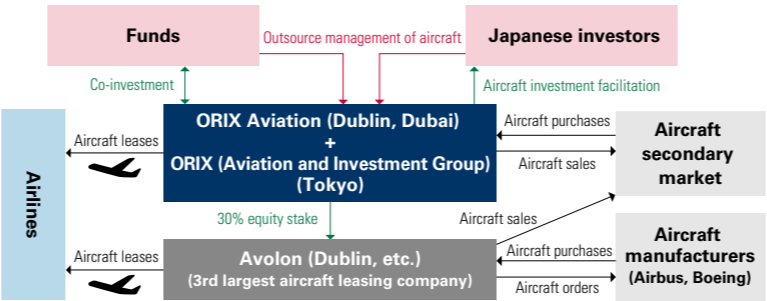 Funds
Outsource management of aircraft
Japanese investors
Co-investment
Aircraft investment facilitation
Airlines
Aircraft leases
ORIX Aviation (Dublin, Dubai)
+
ORIX (Aviation and Investment Group)
(Tokyo)
Aircraft purchases
Aircraft sales
Aircraft
secondary
market
30% equity stake
Aircraft sales
Aircraft leases
Avolon (Dublin, etc.)
(3rd largest aircraft leasing company)
Aircraft purchases
Aircraft orders
Aircraft
manufacturers
(Airbus, Boeing)